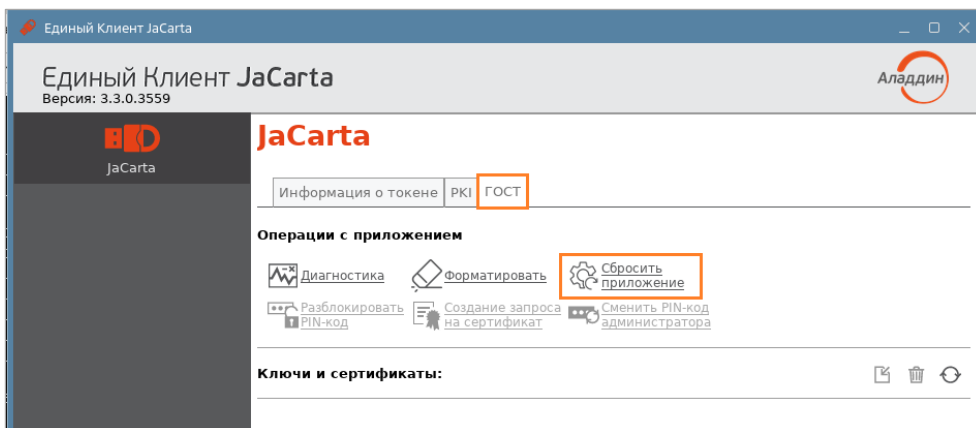 Единый Клиент JaCarta
Единый Клиент JaCarta
Версия: 3.3.0.3559
Аладдин
JaCarta
JaCarta
Информация о токене PKI ГОСТ
Операции с приложением
Диагностика
Форматировать
Сбросить
приложение
Разблокировать
PIN-код
Создание запроса
на сертификат
Сменить PIN-код
администратора
Ключи и сертификаты: